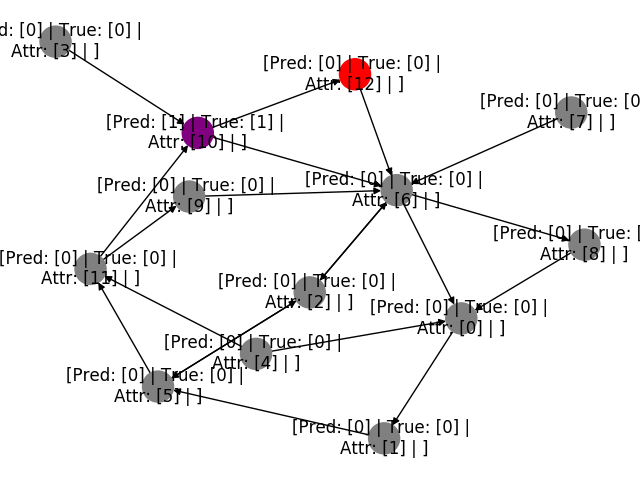 d: [0] | True: [0] |
Attr: [3] | ]
[Pred: [0] | True: [0] |
Attr: [12] | ]
[Pred: [0] | True: [0
Attr: [7] | ]
[Pred: [1] | True: [1] |
Attr: [10] | ]
[Pred: [0] | True: [0] |
Attr: [6] | ]
[Pred: [0] | True: [0] |
Attr: [9] | ]
[Pred: [0] | True: [
Attr: [8] | ]
[Pred: [0] | True: [0] |
Attr: [11] | ]
[Pred: [0] | True: [0] |
Attr: [2] | ]
[Pred: [0] | True: [0] |
Attr: [0] | ]
[Pred: [0] | True: [0] |
Attr: [4] | ]
[Pred: [0] | True: [0] |
Attr: [5] | ]
[Pred: [0] | True: [0] |
Attr: [1] | ]